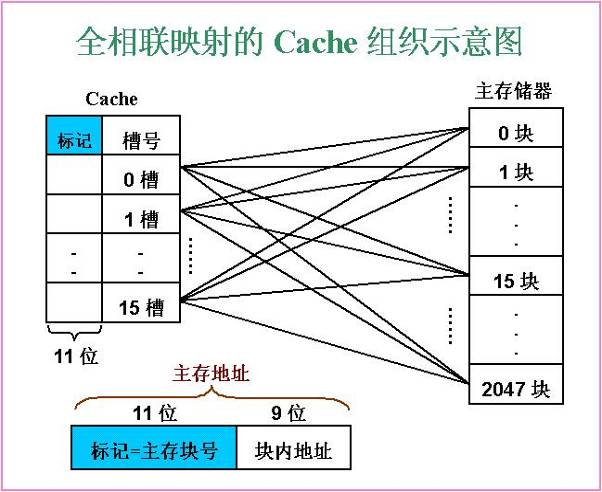 全相联映射的 Cache 组织示意图
Cache
主存储器
标记 槽号
0 槽
1 槽
15 槽
0 块
1 块
15 块
2047 块
11 位
主存地址
11 位 9 位
标记=主存块号 块内地址